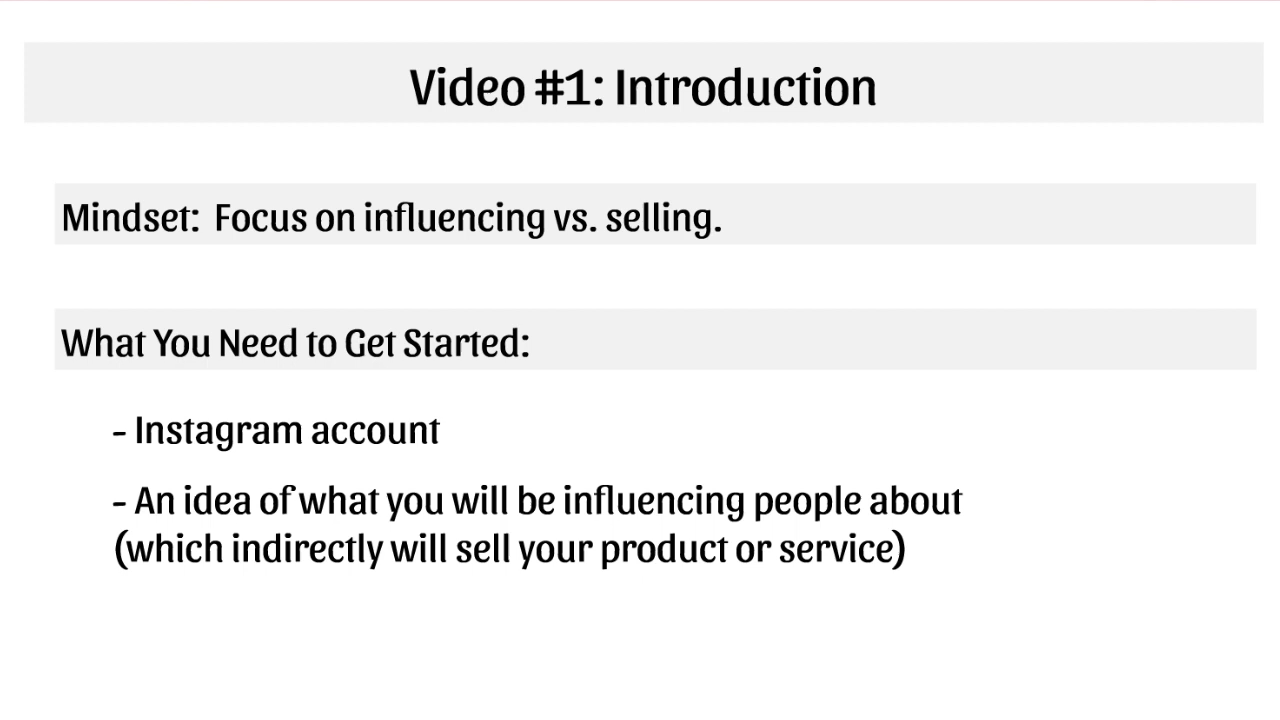 Video #1: Introduction
Mindset:  Focus on influencing vs. selling.
What You Need to Get Started:
- Instagram account
- An idea of what you will be influencing people about
(which indirectly will sell your product or service)